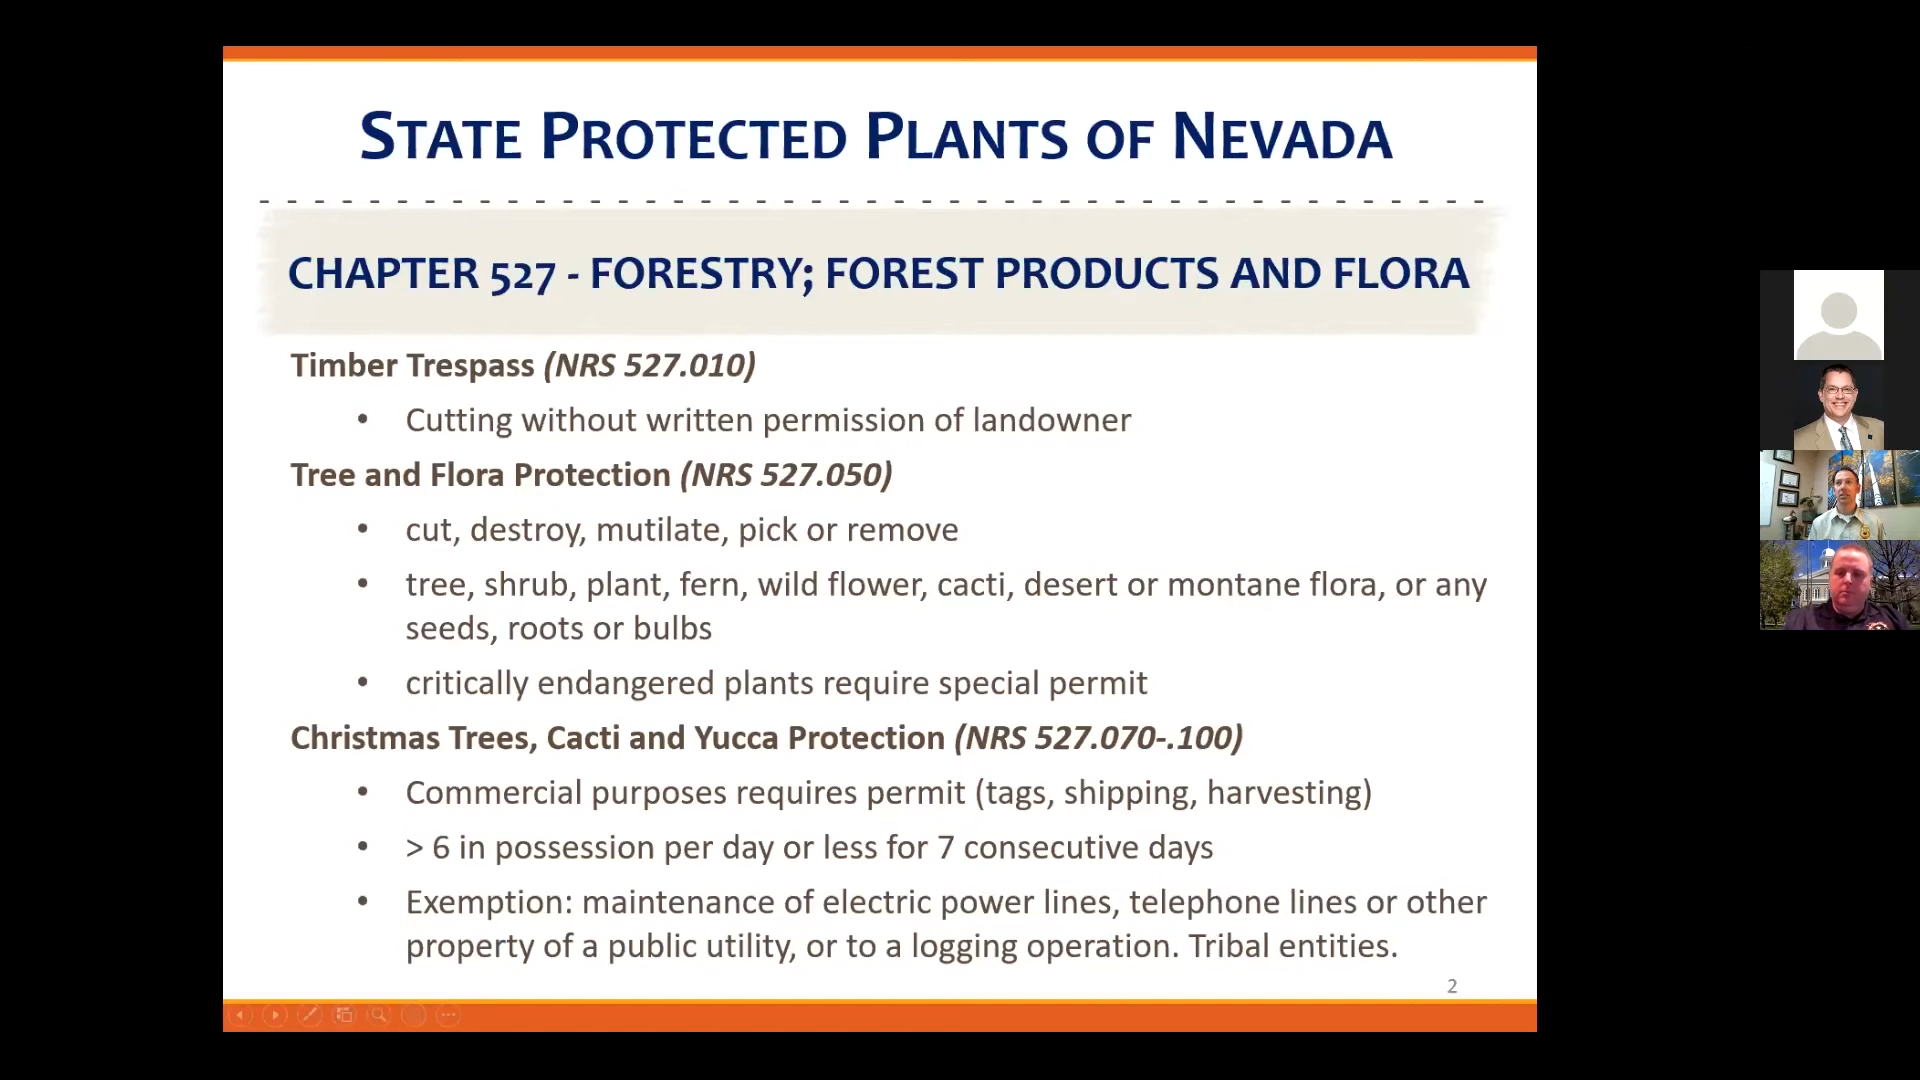 STATE PROTECTED PLANTS OF NEVADA
CHAPTER 527 - FORESTRY; FOREST PRODUCTS AND FLORA
Timber Trespass (NRS 527.010)
• Cutting without written permission of landowner
Tree and Flora Protection (NRS 527.050)
• cut, destroy, mutilate, pick or remove
• tree, shrub, plant, fern, wild flower, cacti, desert or montane flora, or any
seeds, roots or bulbs
• critically endangered plants require special permit
Christmas Trees, Cacti and Yucca Protection (NRS 527.070-.100)
• Commercial purposes requires permit (tags, shipping, harvesting)
• > 6 in possession per day or less for 7 consecutive days
• Exemption: maintenance of electric power lines, telephone lines or other
property of a public utility, or to a logging operation. Tribal entities.
2